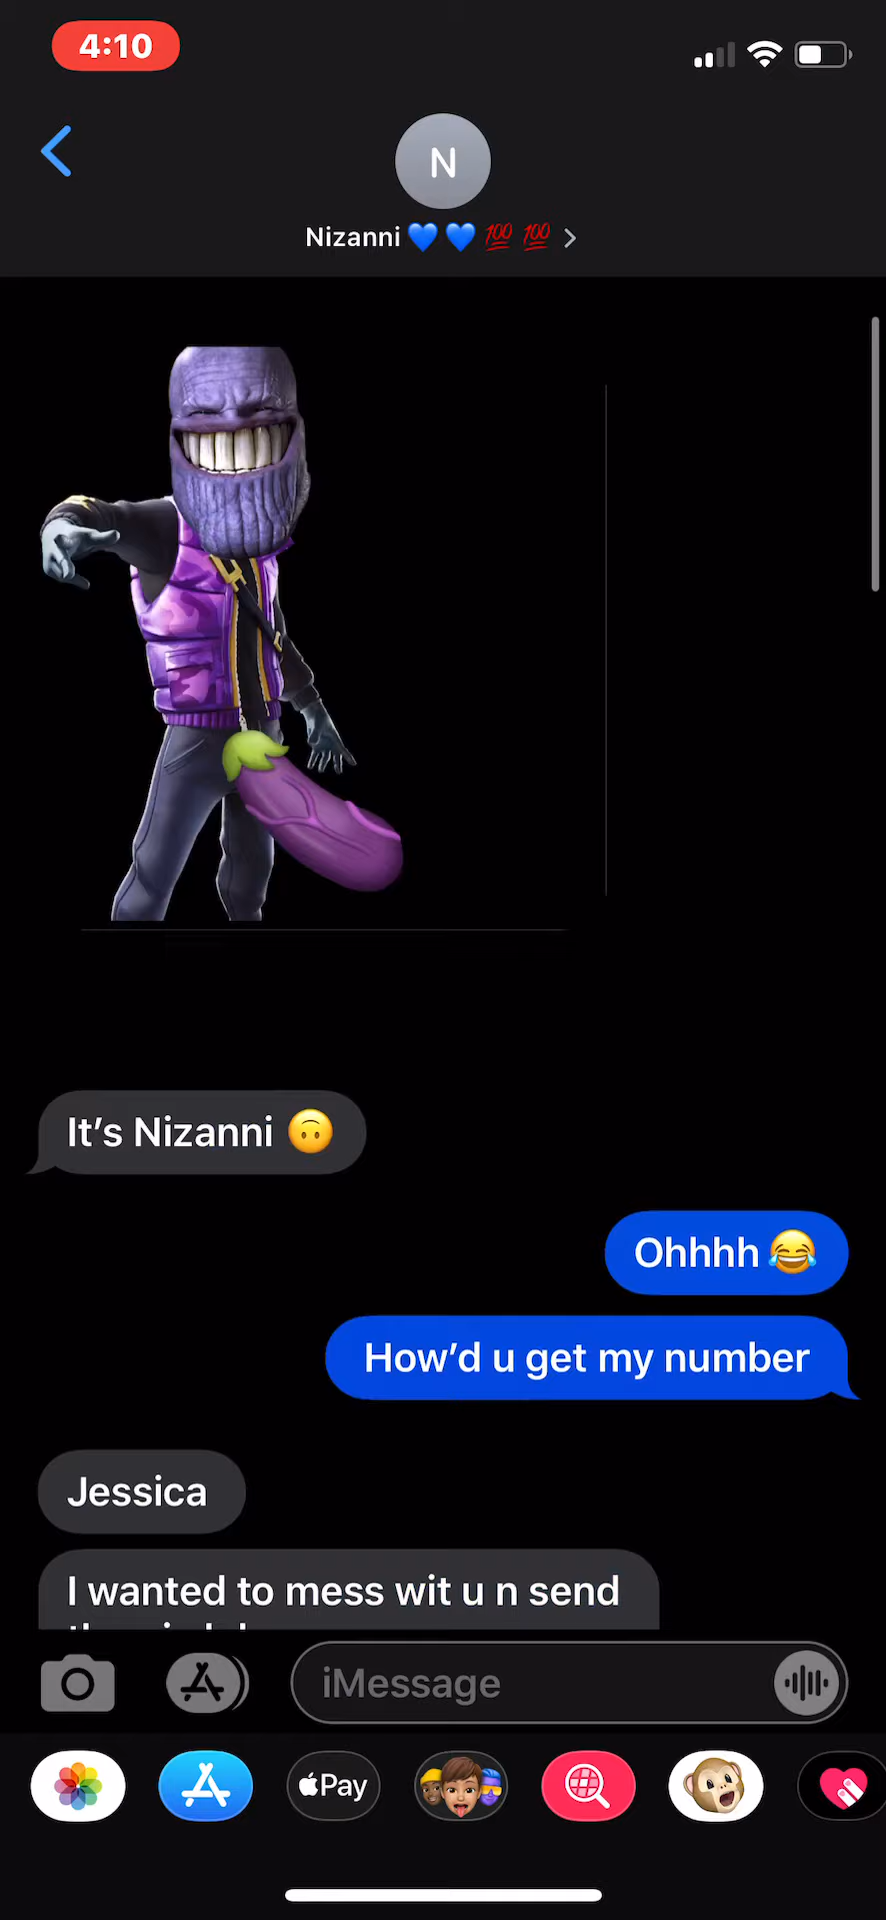 4:10
N
Nizanni 💙 💙 💯 💯
It's Nizanni 🙃
Ohhhh 😂
How'd u get my number
Jessica
I wanted to mess wit u n send
iMessage
Pay